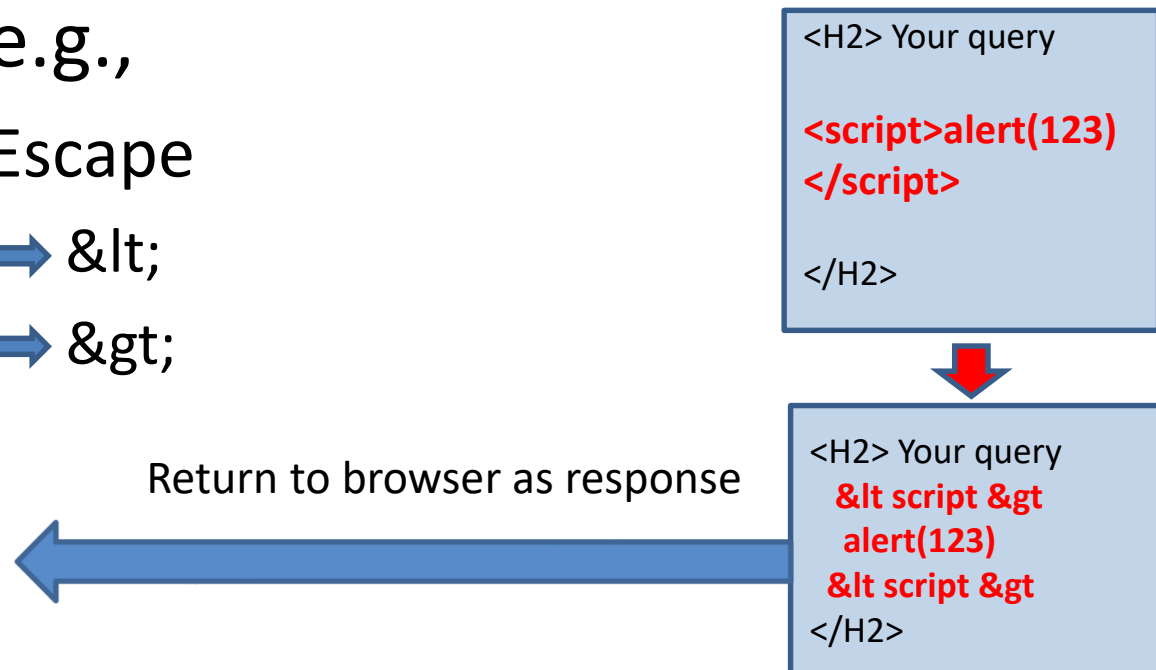 e.g.,
Escape
&lt;
&gt;
<H2> Your query
<script>alert(123)
</script>
</H2>
Return to browser as response
<H2> Your query
&lt script &gt
alert(123)
&lt script &gt
</H2>